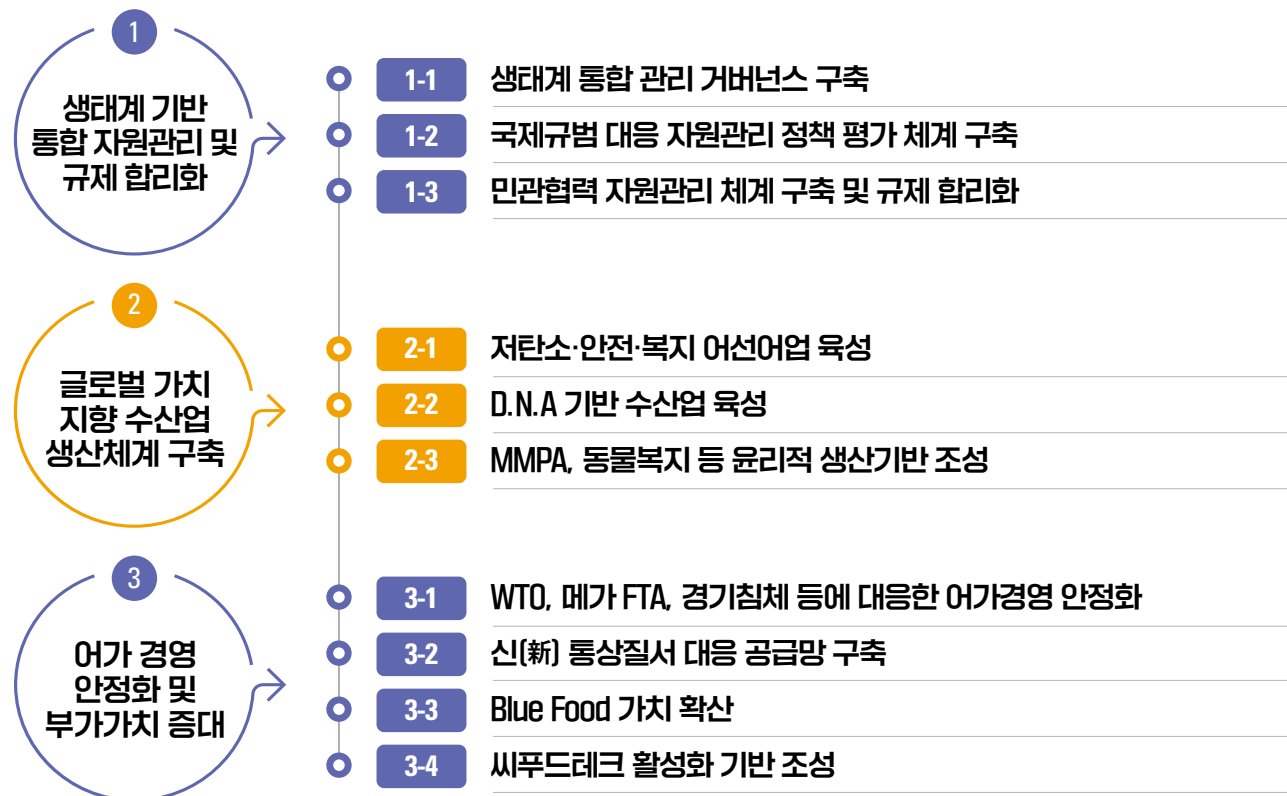 1
생태계 기반
통합 자원관리 및
규제 합리화
1-1 생태계 통합 관리 거버넌스 구축
1-2 국제규범 대응 자원관리 정책 평가 체계 구축
1-3 민관협력 자원관리 체계 구축 및 규제 합리화
2
글로벌 가치
지향 수산업
생산체계 구축
2-1 저탄소·안전·복지 어선어업 육성
2-2 D.N.A 기반 수산업 육성
2-3 MMPA, 동물복지 등 윤리적 생산기반 조성
3
어가 경영
안정화 및
부가가치 증대
3-1 WTO, 메가 FTA, 경기침체 등에 대응한 어가경영 안정화
3-2 신(新) 통상질서 대응 공급망 구축
3-3 Blue Food 가치 확산
3-4 씨푸드테크 활성화 기반 조성